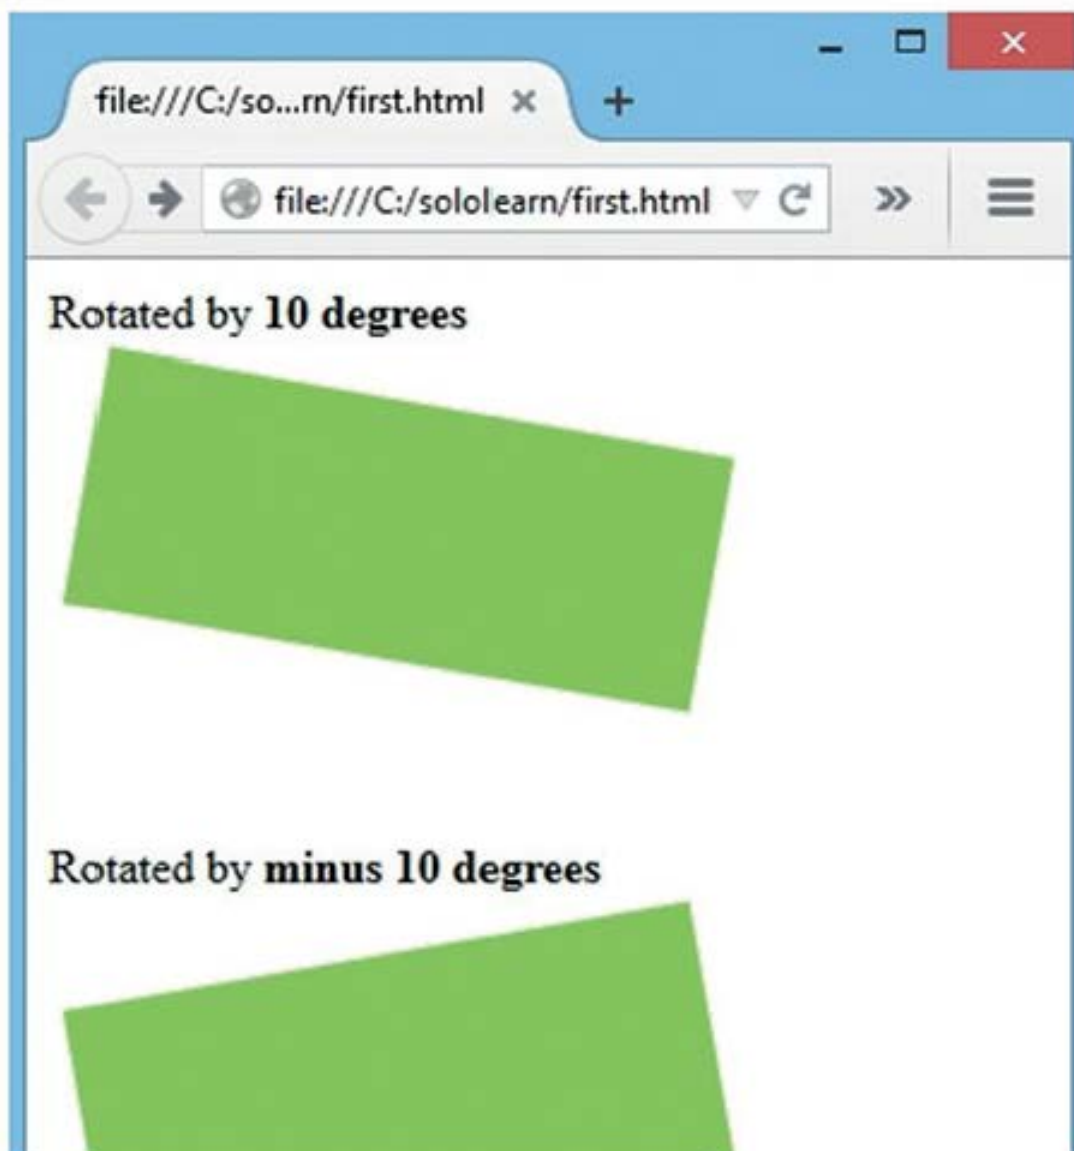 file:///C:/so...rn/first.html
file:///C:/sololearn/first.html
Rotated by 10 degrees
Rotated by minus 10 degrees